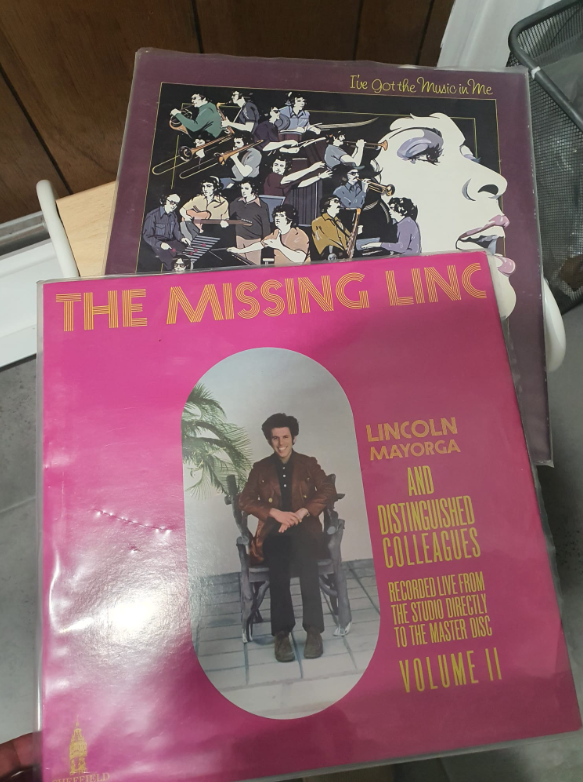 I've Got the Music in Me
THE MISSING LINC
LINCOLN
MAYORGA
AND
DISTINGUISHED
COLLEAGUES
RECORDED LIVE FROM
THE STUDIO DIRECTLY
TO THE MASTER DISC
VOLUME II
SHEFFIELD